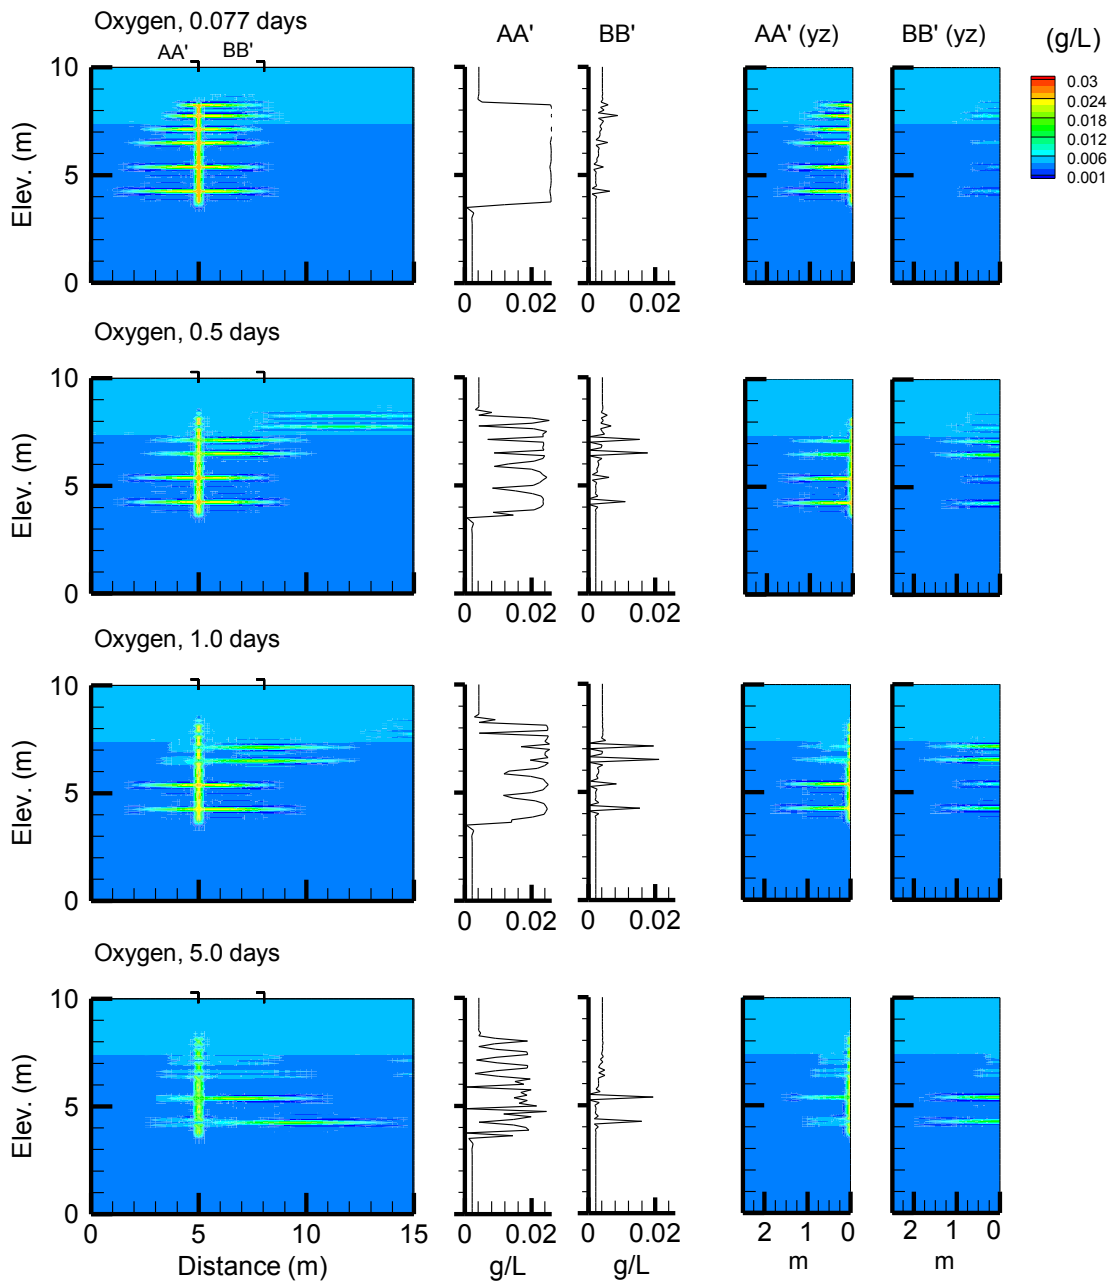 Oxygen, 0.077 days
AA'
BB'
AA' (yz)
BB' (yz)
(g/L)
AA'
BB'
10
5
0
Elev. (m)
0
0.02
0
0.02
0.03
0.024
0.018
0.012
0.006
0.001
Oxygen, 0.5 days
10
5
0
Elev. (m)
0
0.02
0
0.02
Oxygen, 1.0 days
10
5
0
Elev. (m)
0
0.02
0
0.02
Oxygen, 5.0 days
10
5
0
Elev. (m)
0
5
10
15
Distance (m)
0
0.02
g/L
0
0.02
g/L
2
1
0
m
2
1
0
m